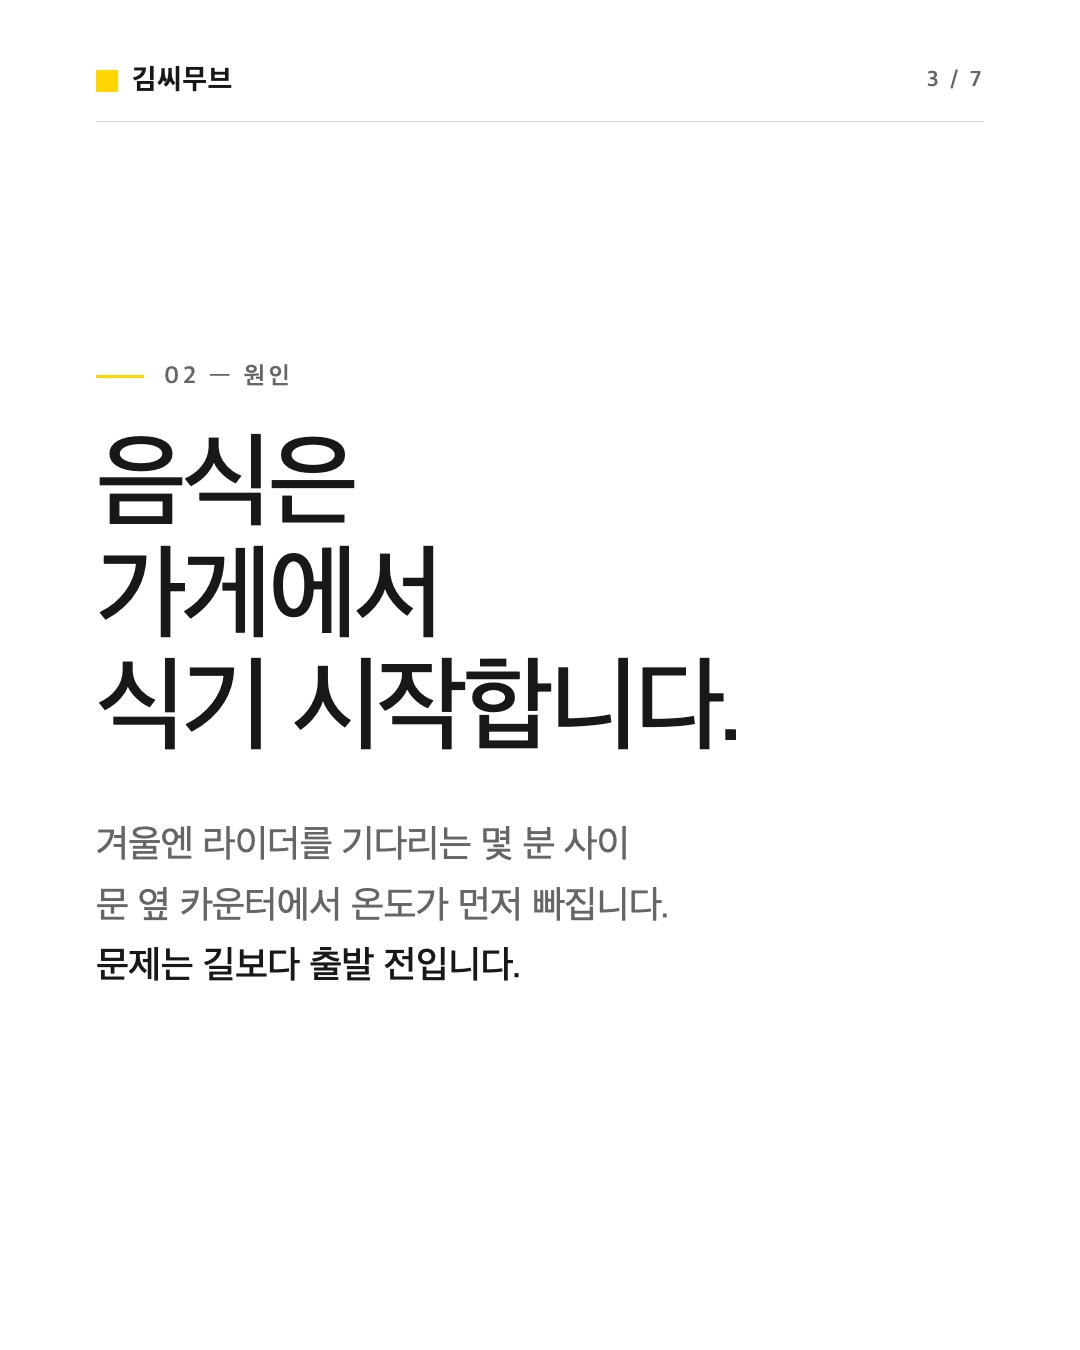 김씨무브
3 / 7
02 — 원인
음식은
가게에서
식기 시작합니다.
겨울엔 라이더를 기다리는 몇 분 사이
문 옆 카운터에서 온도가 먼저 빠집니다.
문제는 길보다 출발 전입니다.